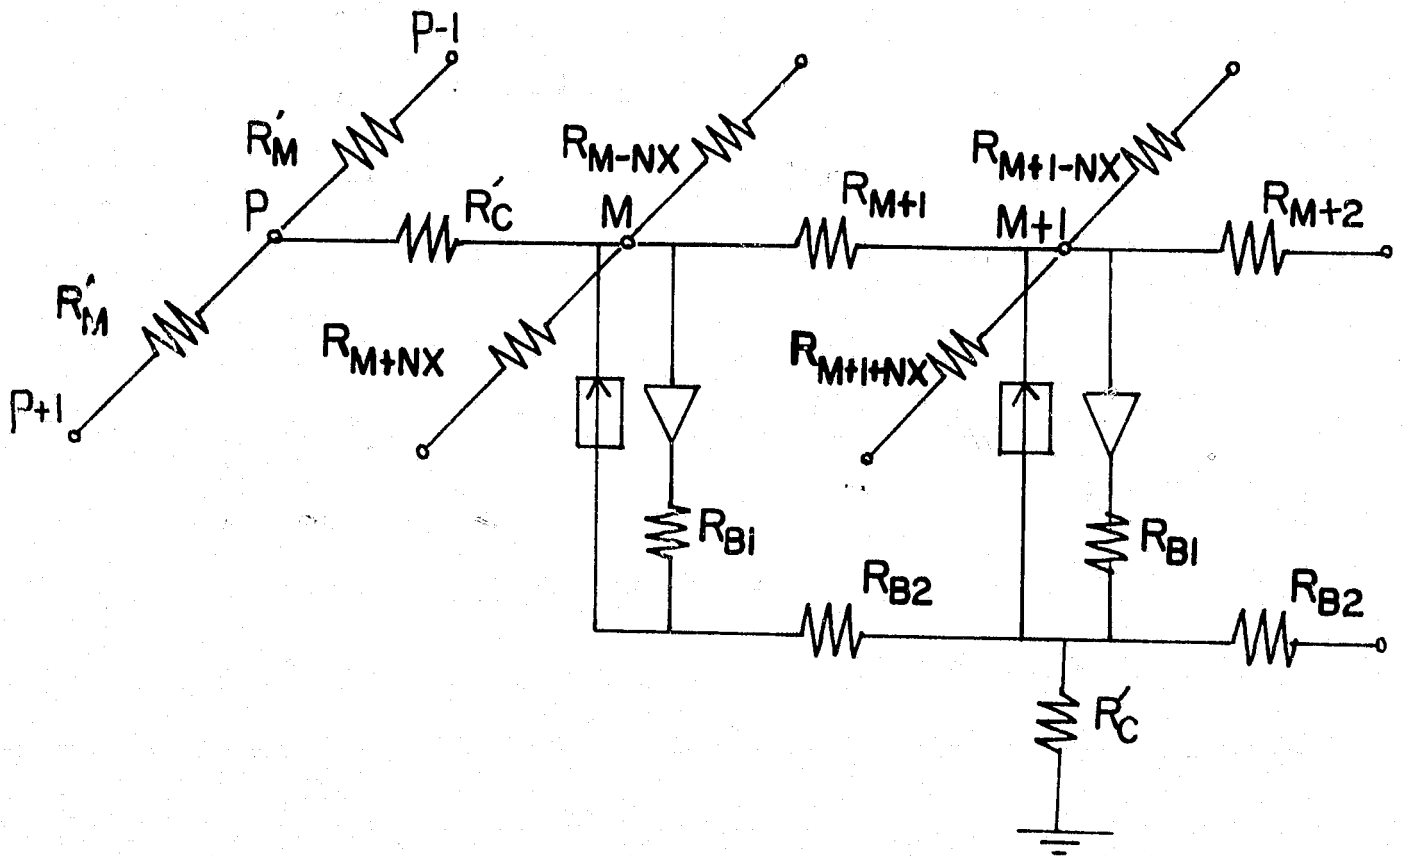 P-1
R'M
RM-NX
RM+1-NX
P
R'C
M
RM+1
M+1
RM+2
R'M
RM+NX
RM+1+NX
P+1
RBi
RB1
RB2
RB2
R'C